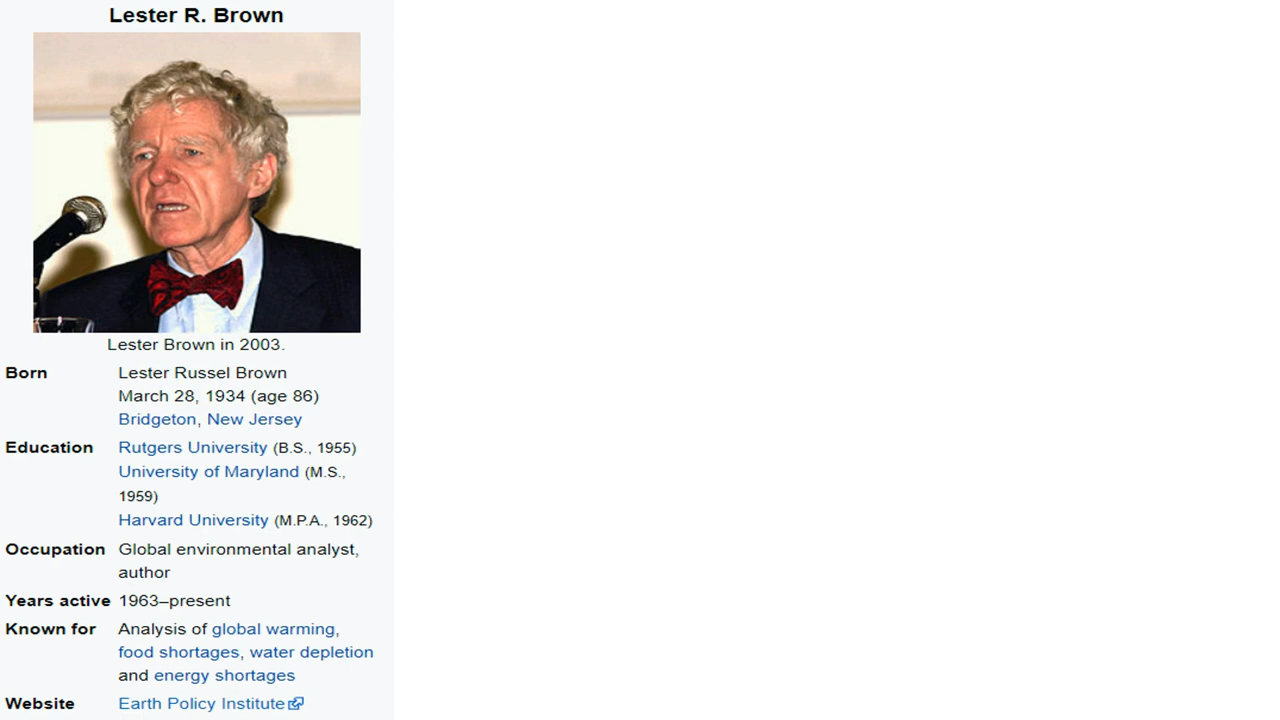 Lester R. Brown
Lester Brown in 2003.
Born Lester Russel Brown
March 28, 1934 (age 86)
Bridgeton, New Jersey
Education Rutgers University (B.S., 1955)
University of Maryland (M.S.,
1959)
Harvard University (M.P.A., 1962)
Occupation Global environmental analyst,
author
Years active 1963–present
Known for Analysis of global warming,
food shortages, water depletion
and energy shortages
Website Earth Policy Institute